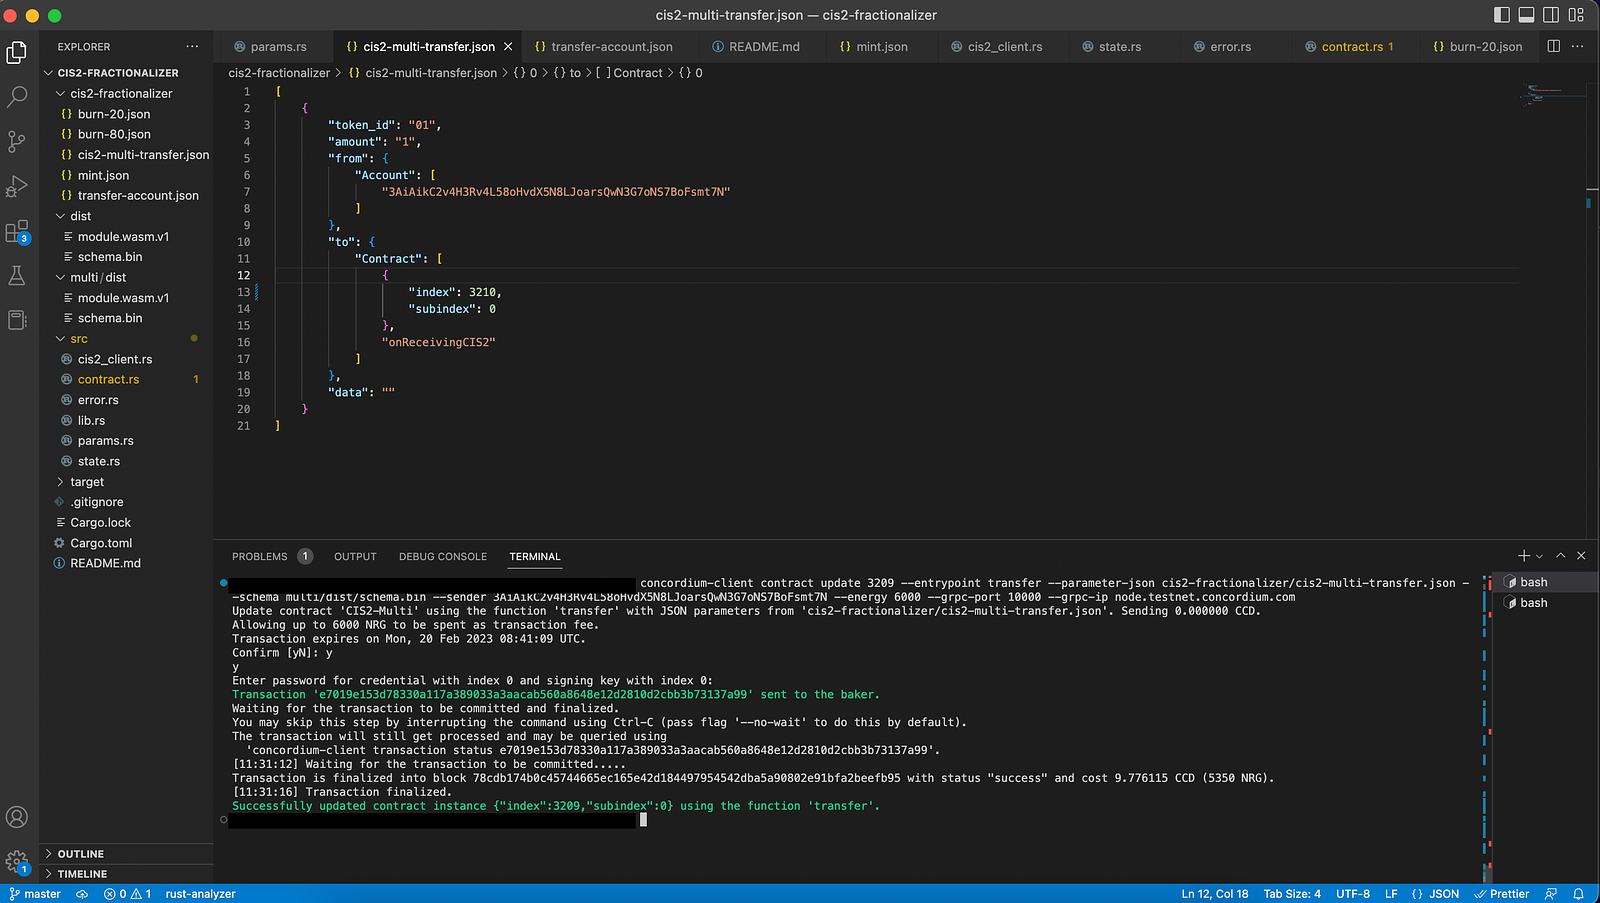 cis2-multi-transfer.json — cis2-fractionalizer
EXPLORER
params.rs
cis2-multi-transfer.json
transfer-account.json
README.md
mint.json
cis2_client.rs
state.rs
error.rs
contract.rs 1
burn-20.json
cis2-fractionalizer > {} cis2-multi-transfer.json > {} 0 > {} to > [ ] Contract > {} 0
CIS2-FRACTIONALIZER
cis2-fractionalizer
burn-20.json
burn-80.json
cis2-multi-transfer.json
mint.json
transfer-account.json
dist
module.wasm.v1
schema.bin
multi/dist
module.wasm.v1
schema.bin
src
cis2_client.rs
contract.rs 1
error.rs
lib.rs
params.rs
state.rs
target
.gitignore
Cargo.lock
Cargo.toml
README.md
OUTLINE
TIMELINE
3
1
1 [
2 {
3 "token_id": "01",
4 "amount": "1",
5 "from": {
6 "Account": [
7 "3AiAikC2v4H3Rv4L58oHvdX5N8LJoarsQwN3G7oNS7BoFsmt7N"
8 ]
9 },
10 "to": {
11 "Contract": [
12 {
13 "index": 3210,
14 "subindex": 0
15 },
16 "onReceivingCIS2"
17 ]
18 },
19 "data": ""
20 }
21 ]
PROBLEMS 1 OUTPUT DEBUG CONSOLE TERMINAL
concordium-client contract update 3209 --entrypoint transfer --parameter-json cis2-fractionalizer/cis2-multi-transfer.json -
-schema multi/dist/schema.bin --sender 3AiAikC2v4H3Rv4L58oHvdX5N8LJoarsQwN3G7oNS7BoFsmt7N --energy 6000 --grpc-port 10000 --grpc-ip node.testnet.concordium.com
Update contract 'CIS2-Multi' using the function 'transfer' with JSON parameters from 'cis2-fractionalizer/cis2-multi-transfer.json'. Sending 0.000000 CCD.
Allowing up to 6000 NRG to be spent as transaction fee.
Transaction expires on Mon, 20 Feb 2023 08:41:09 UTC.
Confirm [yN]: y
y
Enter password for credential with index 0 and signing key with index 0:
Transaction 'e7019e153d78330a117a389033a3aacab560a8648e12d2810d2cbb3b73137a99' sent to the baker.
Waiting for the transaction to be committed and finalized.
You may skip this step by interrupting the command using Ctrl-C (pass flag '--no-wait' to do this by default).
The transaction will still get processed and may be queried using
'concordium-client transaction status e7019e153d78330a117a389033a3aacab560a8648e12d2810d2cbb3b73137a99'.
[11:31:12] Waiting for the transaction to be committed.....
Transaction is finalized into block 78cdb174b0c45744665ec165e42d184497954542dba5a90802e91bfa2beefb95 with status "success" and cost 9.776115 CCD (5350 NRG).
[11:31:16] Transaction finalized.
Successfully updated contract instance {"index":3209,"subindex":0} using the function 'transfer'.
bash
bash
master 0 1 rust-analyzer
Ln 12, Col 18 Tab Size: 4 UTF-8 LF {} JSON Prettier